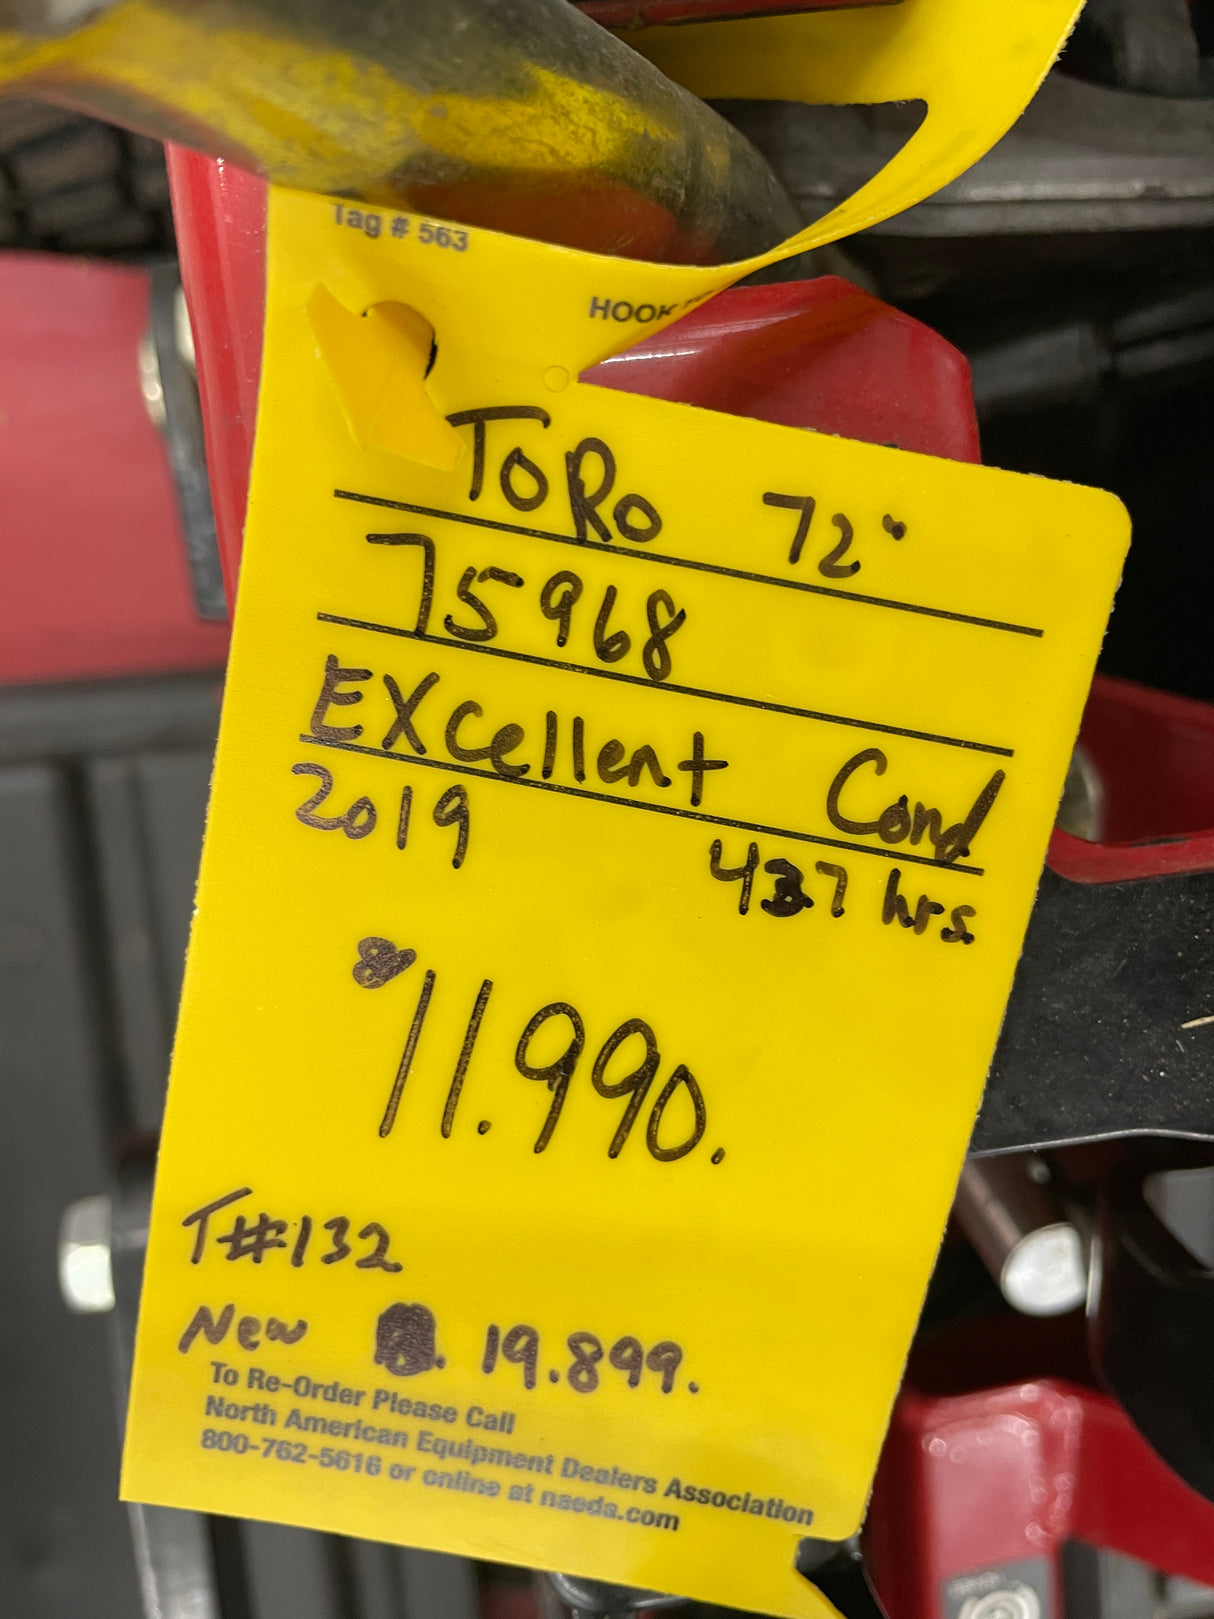 Tag # 563
HOOK
ToRo 72"
75968
EXcellent Cond.
2019 437 hrs.
$11.990.
T#132
New 19.899.
To Re-Order Please Call
North American Equipment Dealers Association
800-762-5616 or online at naeda.com